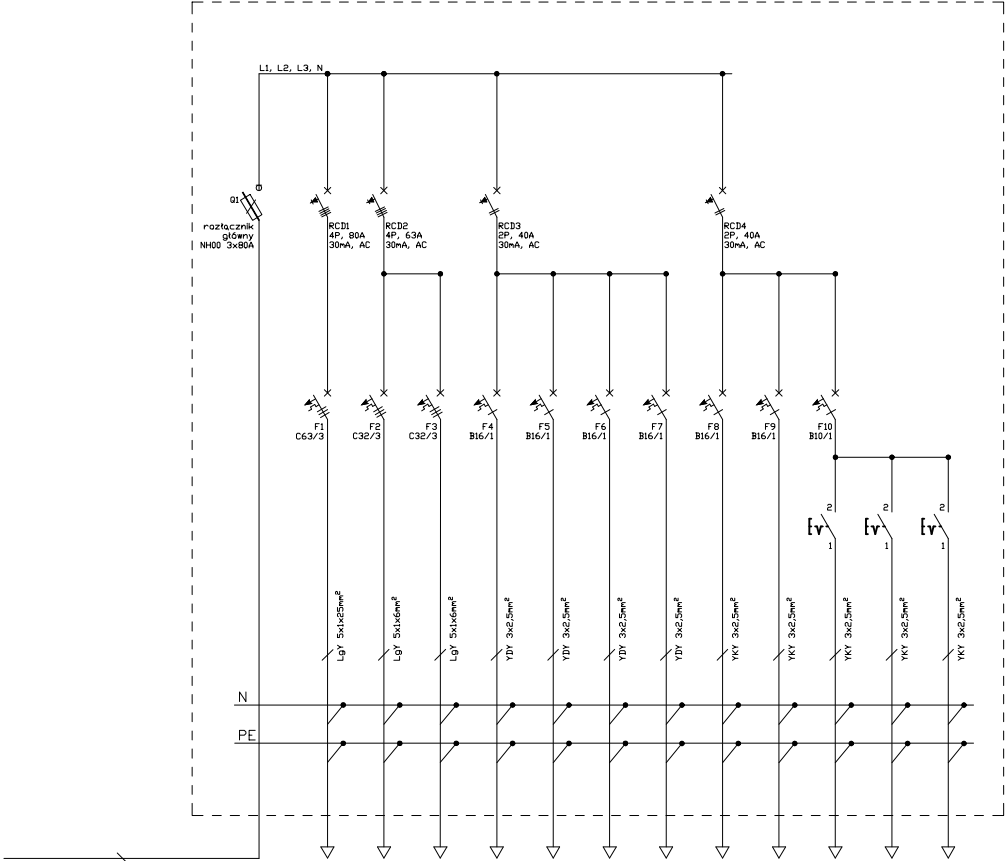 L1, L2, L3, N
Q1
rozłącznik
główny
NH00 3x80A
RCD1
4P, 80A
30mA, AC
RCD2
4P, 63A
30mA, AC
RCD3
2P, 40A
30mA, AC
RCD4
2P, 40A
30mA, AC
F1
C63/3
F2
C32/3
F3
C32/3
F4
B16/1
F5
B16/1
F6
B16/1
F7
B16/1
F8
B16/1
F9
B16/1
F10
B10/1
2
1
2
1
2
1
LgY 5x1x25mm²
LgY 5x1x6mm²
LgY 5x1x6mm²
YDY 3x2,5mm²
YDY 3x2,5mm²
YDY 3x2,5mm²
YDY 3x2,5mm²
YKY 3x2,5mm²
YKY 3x2,5mm²
YKY 3x2,5mm²
YKY 3x2,5mm²
YKY 3x2,5mm²
N
PE